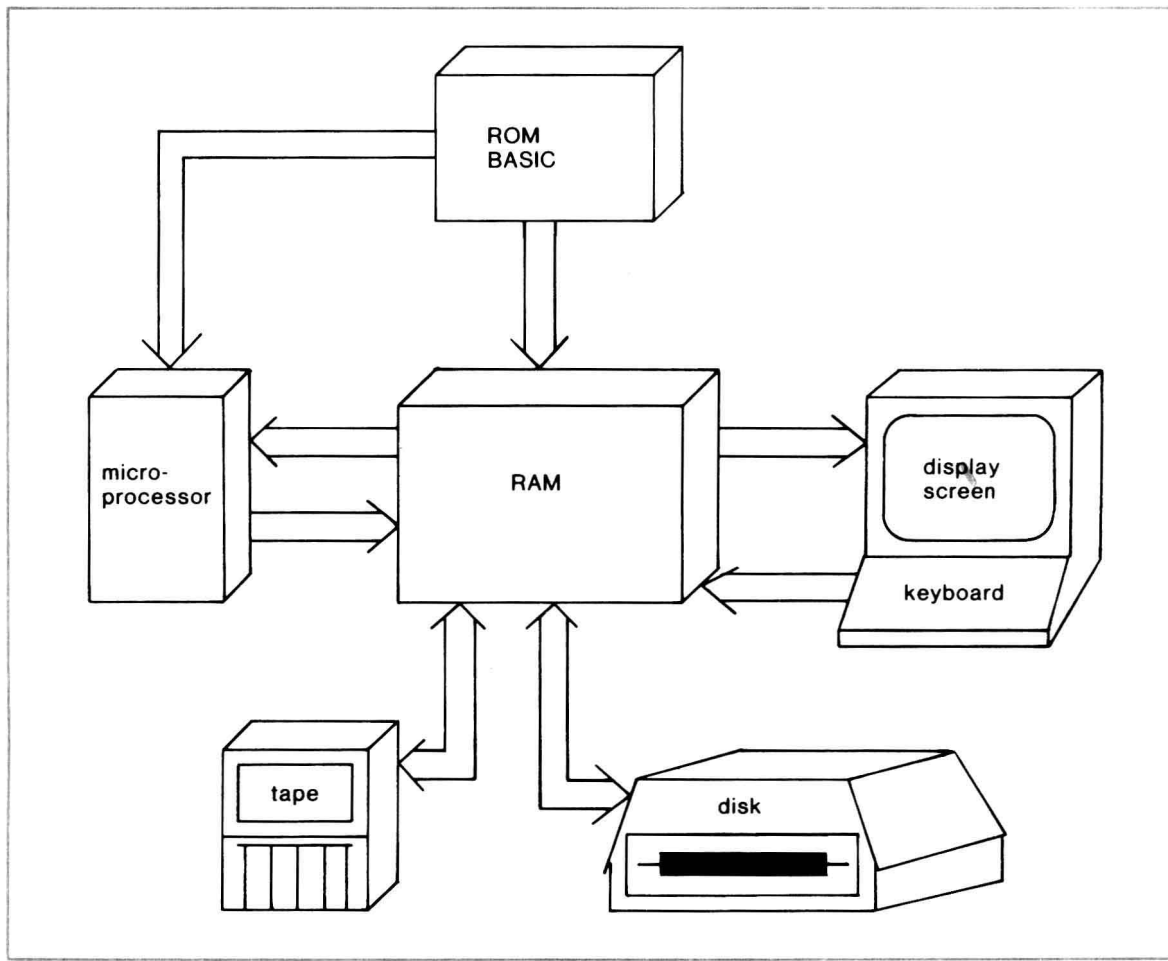 ROM
BASIC
micro-
processor
RAM
display
screen
keyboard
tape
disk